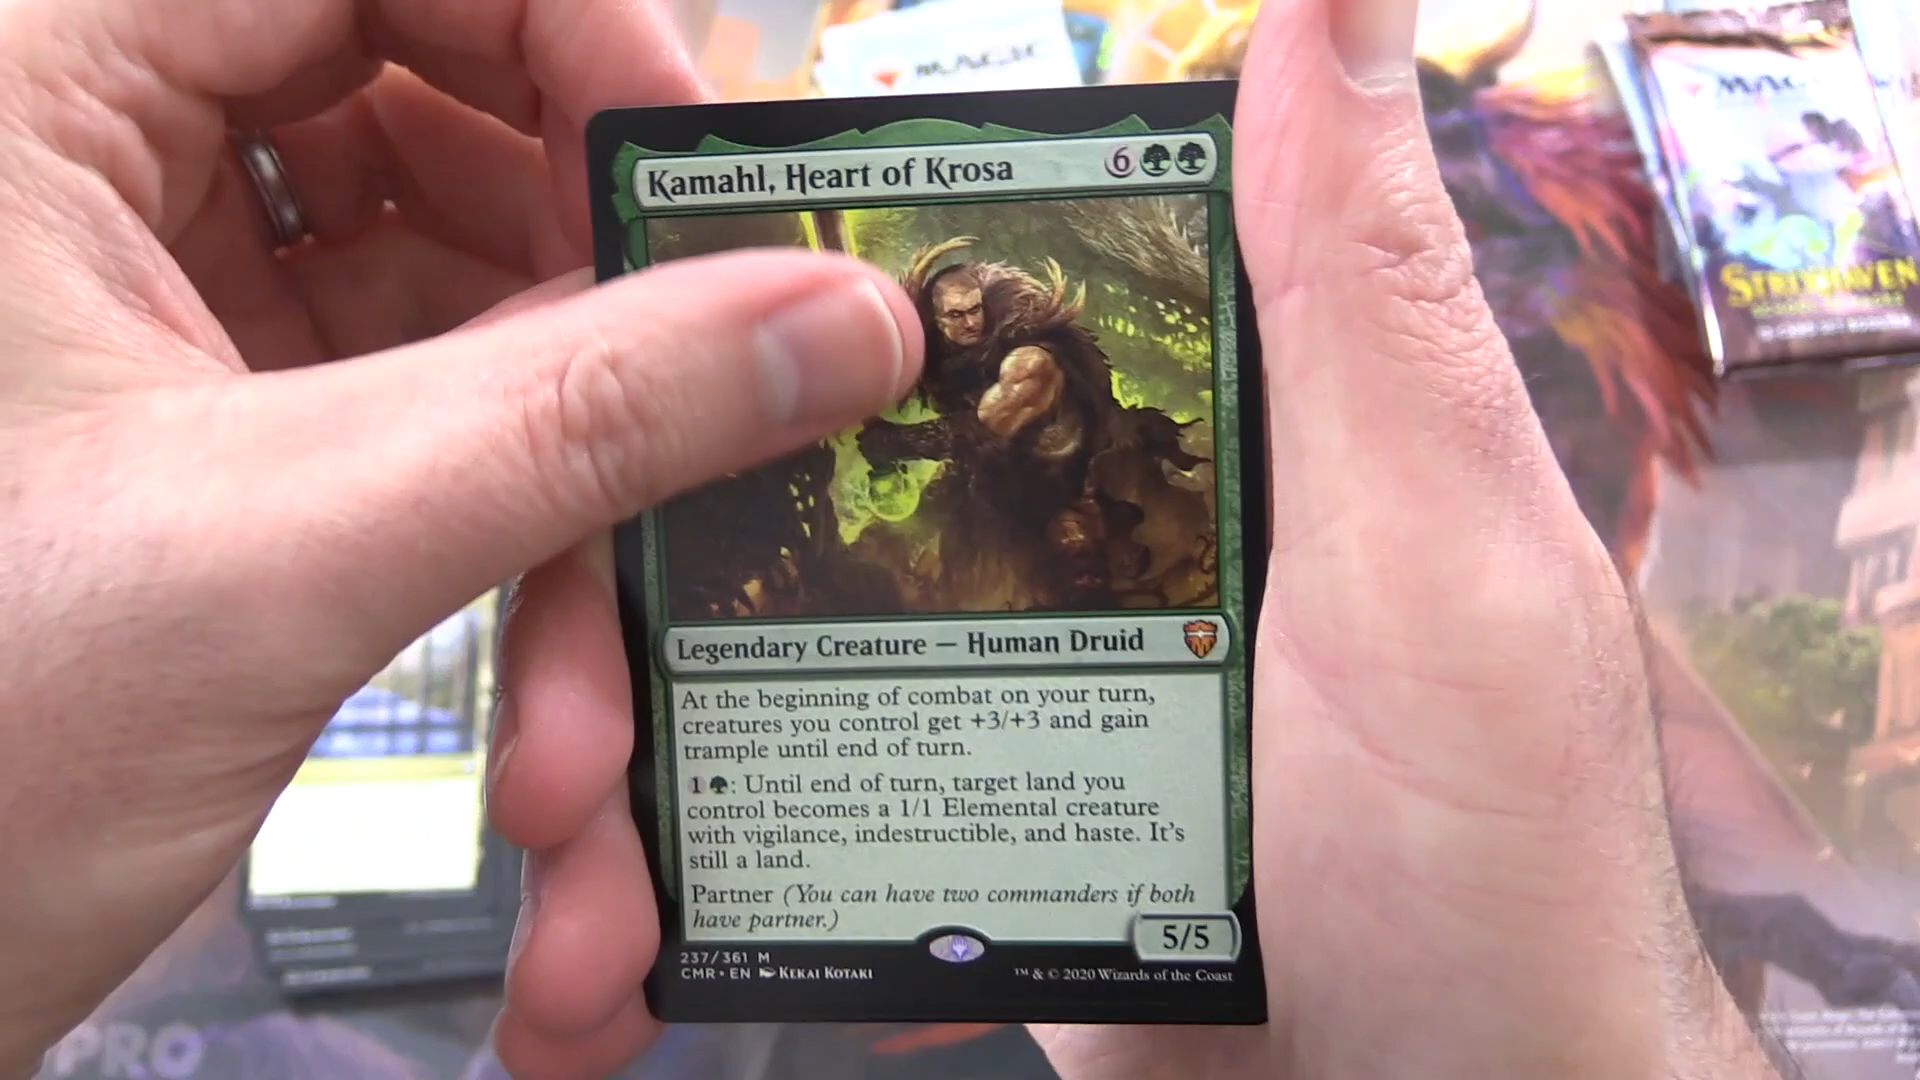 Kamahl, Heart of Krosa
6
Legendary Creature — Human Druid
At the beginning of combat on your turn,
creatures you control get +3/+3 and gain
trample until end of turn.
1 : Until end of turn, target land you
control becomes a 1/1 Elemental creature
with vigilance, indestructible, and haste. It's
still a land.
Partner (You can have two commanders if both
have partner.)
5/5
237/361 M
CMR • EN KEKAI KOTAKI
™ & © 2020 Wizards of the Coast
STRIXHAVEN
PRO